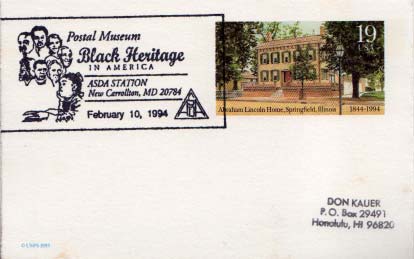 Postal Museum
Black Heritage
IN AMERICA
ASDA STATION
New Carrollton, MD 20784
February 10, 1994
19
USA
Abraham Lincoln Home, Springfield, Illinois 1844-1994
DON KAUER
P.O. Box 29491
Honolulu, HI 96820
© USPS 1993